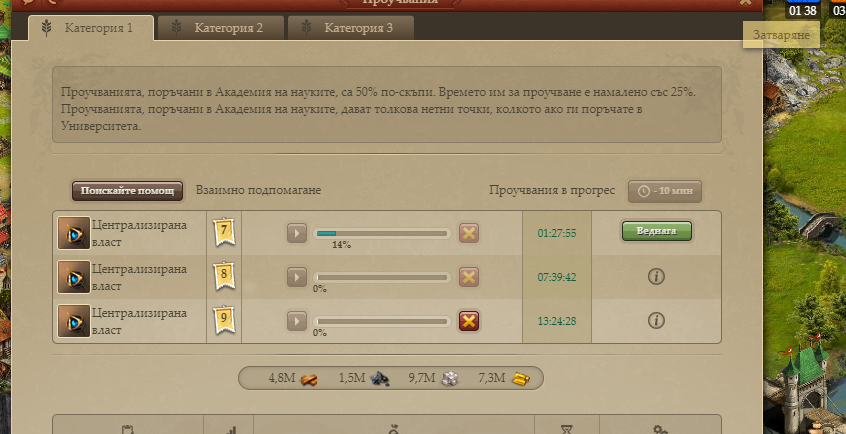 Проучвания
01 38
03
Категория 1
Категория 2
Категория 3
Затваряне
Проучванията, поръчани в Академия на науките, са 50% по-скъпи. Времето им за проучване е намалено със 25%.
Проучванията, поръчани в Академия на науките, дават толкова нетни точки, колкото ако ги поръчате в
Университета.
Поискайте помощ
Взаимно подпомагане
Проучвания в прогрес
- 10 мин
Централизирана
власт
7
14%
01:27:55
Веднага
Централизирана
власт
8
0%
07:39:42
Централизирана
власт
9
0%
13:24:28
4,8M
1,5M
9,7M
7,3M